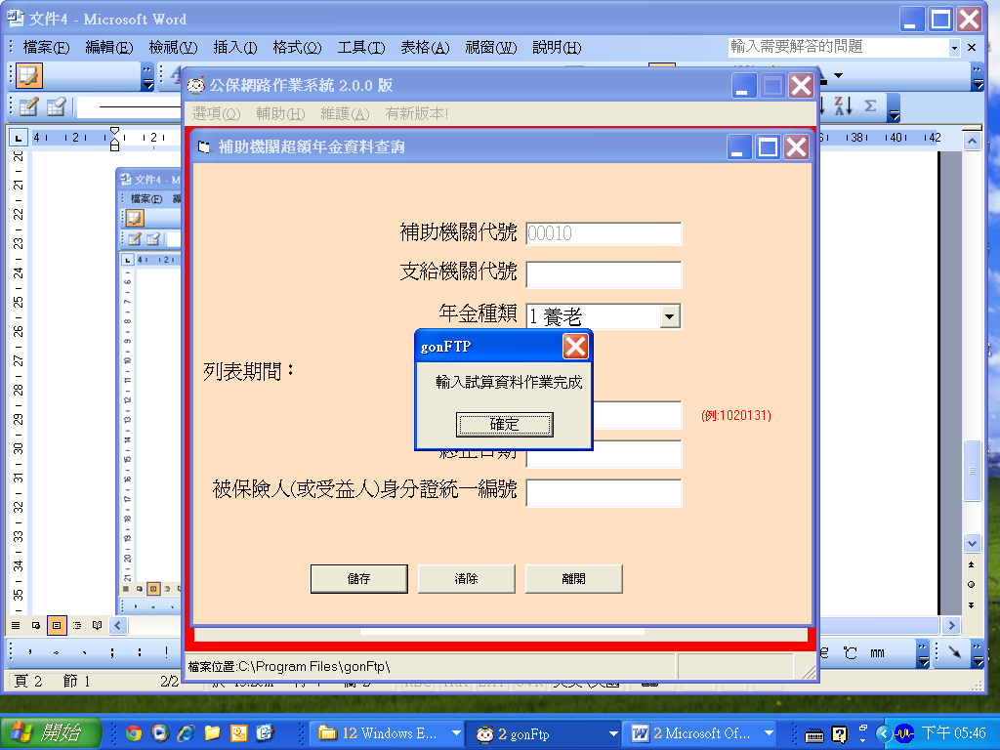 文件4 - Microsoft Word
檔案(F) 編輯(E) 檢視(V) 插入(I) 格式(O) 工具(T) 表格(A) 視窗(W) 說明(H) 輸入需要解答的問題
公保網路作業系統 2.0.0 版
選項(O) 輔助(H) 維護(A) 有新版本!
補助機關超額年金資料查詢
文件4 - M
檔案(F)
補助機關代號 00010
支給機關代號
年金種類 1 養老
gonFTP
輸入試算資料作業完成
確定
列表期間：
(例:1020131)
終止日期
被保險人(或受益人)身分證統一編號
儲存 清除 離開
檔案位置:C:\Program Files\gonFtp\
頁 2 節 1 2/2
開始 12 Windows E... 2 gonFtp 2 Microsoft Of... 下午 05:46